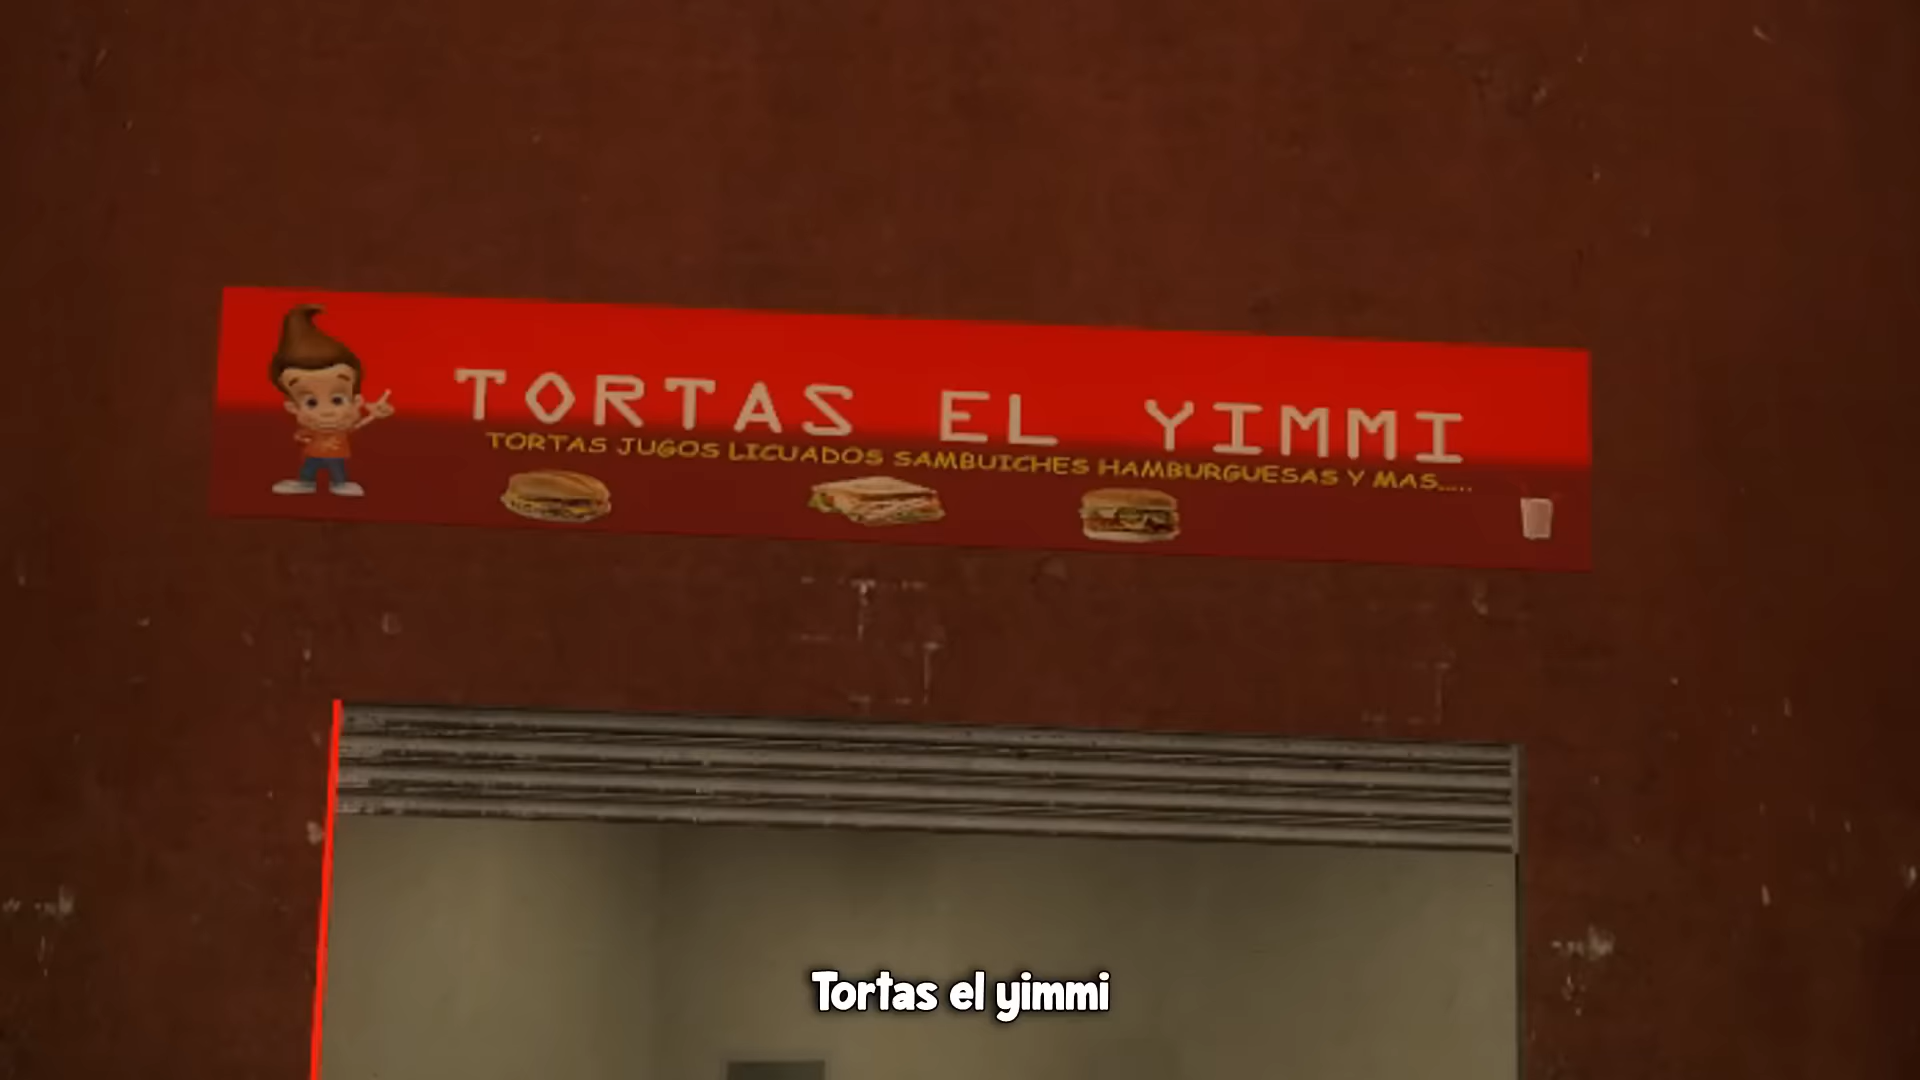 TORTAS EL YIMMI
TORTAS JUGOS LICUADOS SAMBUICHES HAMBURGUESAS Y MAS.....
Tortas el yimmi